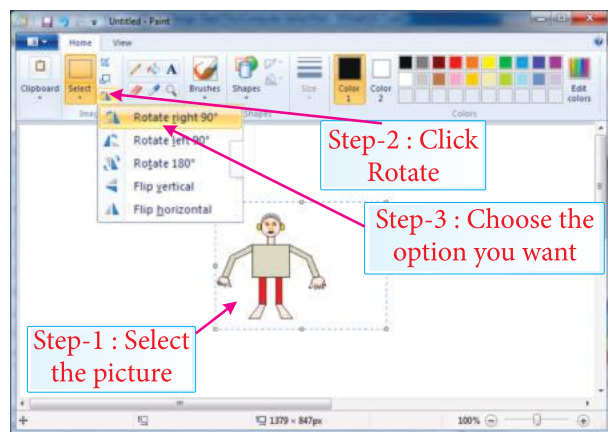 Untitled - Paint
Home View
Clipboard
Select
Brushes
Shapes
Size
Color 1
Color 2
Edit colors
Shapes
Colors
Rotate right 90°
Rotate left 90°
Rotate 180°
Flip vertical
Flip horizontal
Step-2 : Click
Rotate
Step-3 : Choose the
option you want
Step-1 : Select
the picture
1379 × 847px
100%